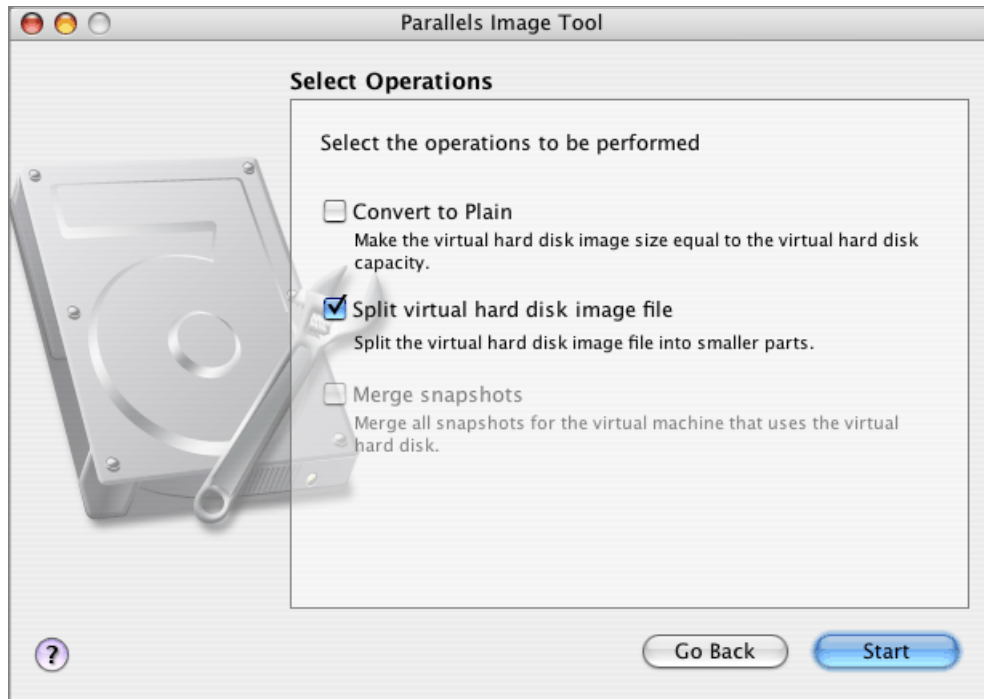 Parallels Image Tool
Select Operations
Select the operations to be performed
Convert to Plain
Make the virtual hard disk image size equal to the virtual hard disk
capacity.
Split virtual hard disk image file
Split the virtual hard disk image file into smaller parts.
Merge snapshots
Merge all snapshots for the virtual machine that uses the virtual
hard disk.
?
Go Back
Start